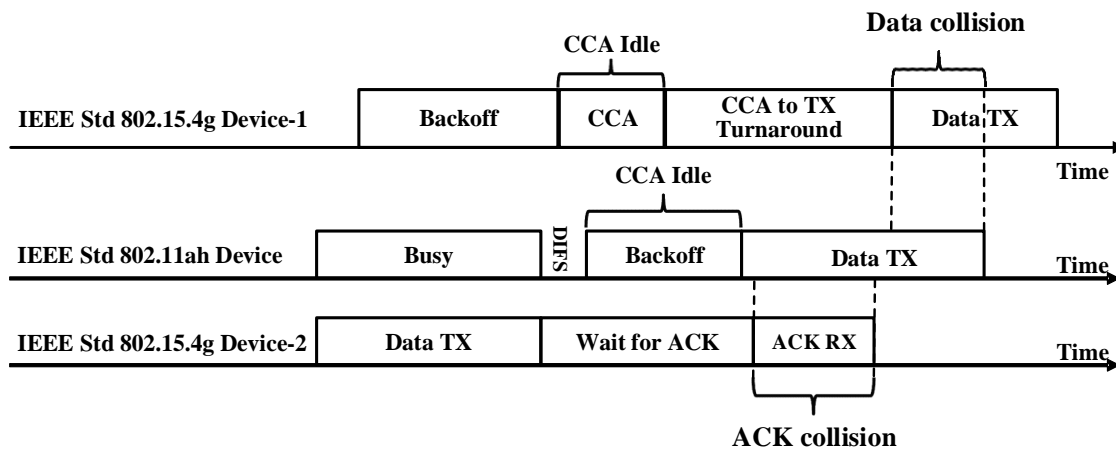 Data collision
CCA Idle
IEEE Std 802.15.4g Device-1
Backoff
CCA
CCA to TX
Turnaround
Data TX
Time
CCA Idle
IEEE Std 802.11ah Device
Busy
DIFS
Backoff
Data TX
Time
IEEE Std 802.15.4g Device-2
Data TX
Wait for ACK
ACK RX
Time
ACK collision